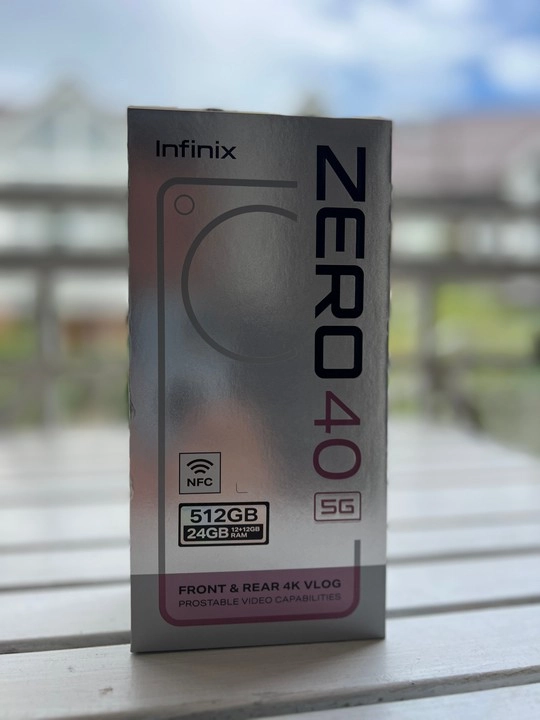 Infinix
ZERO 40
5G
NFC
512GB
24GB 12+12GB RAM
FRONT & REAR 4K VLOG
PROSTABLE VIDEO CAPABILITIES